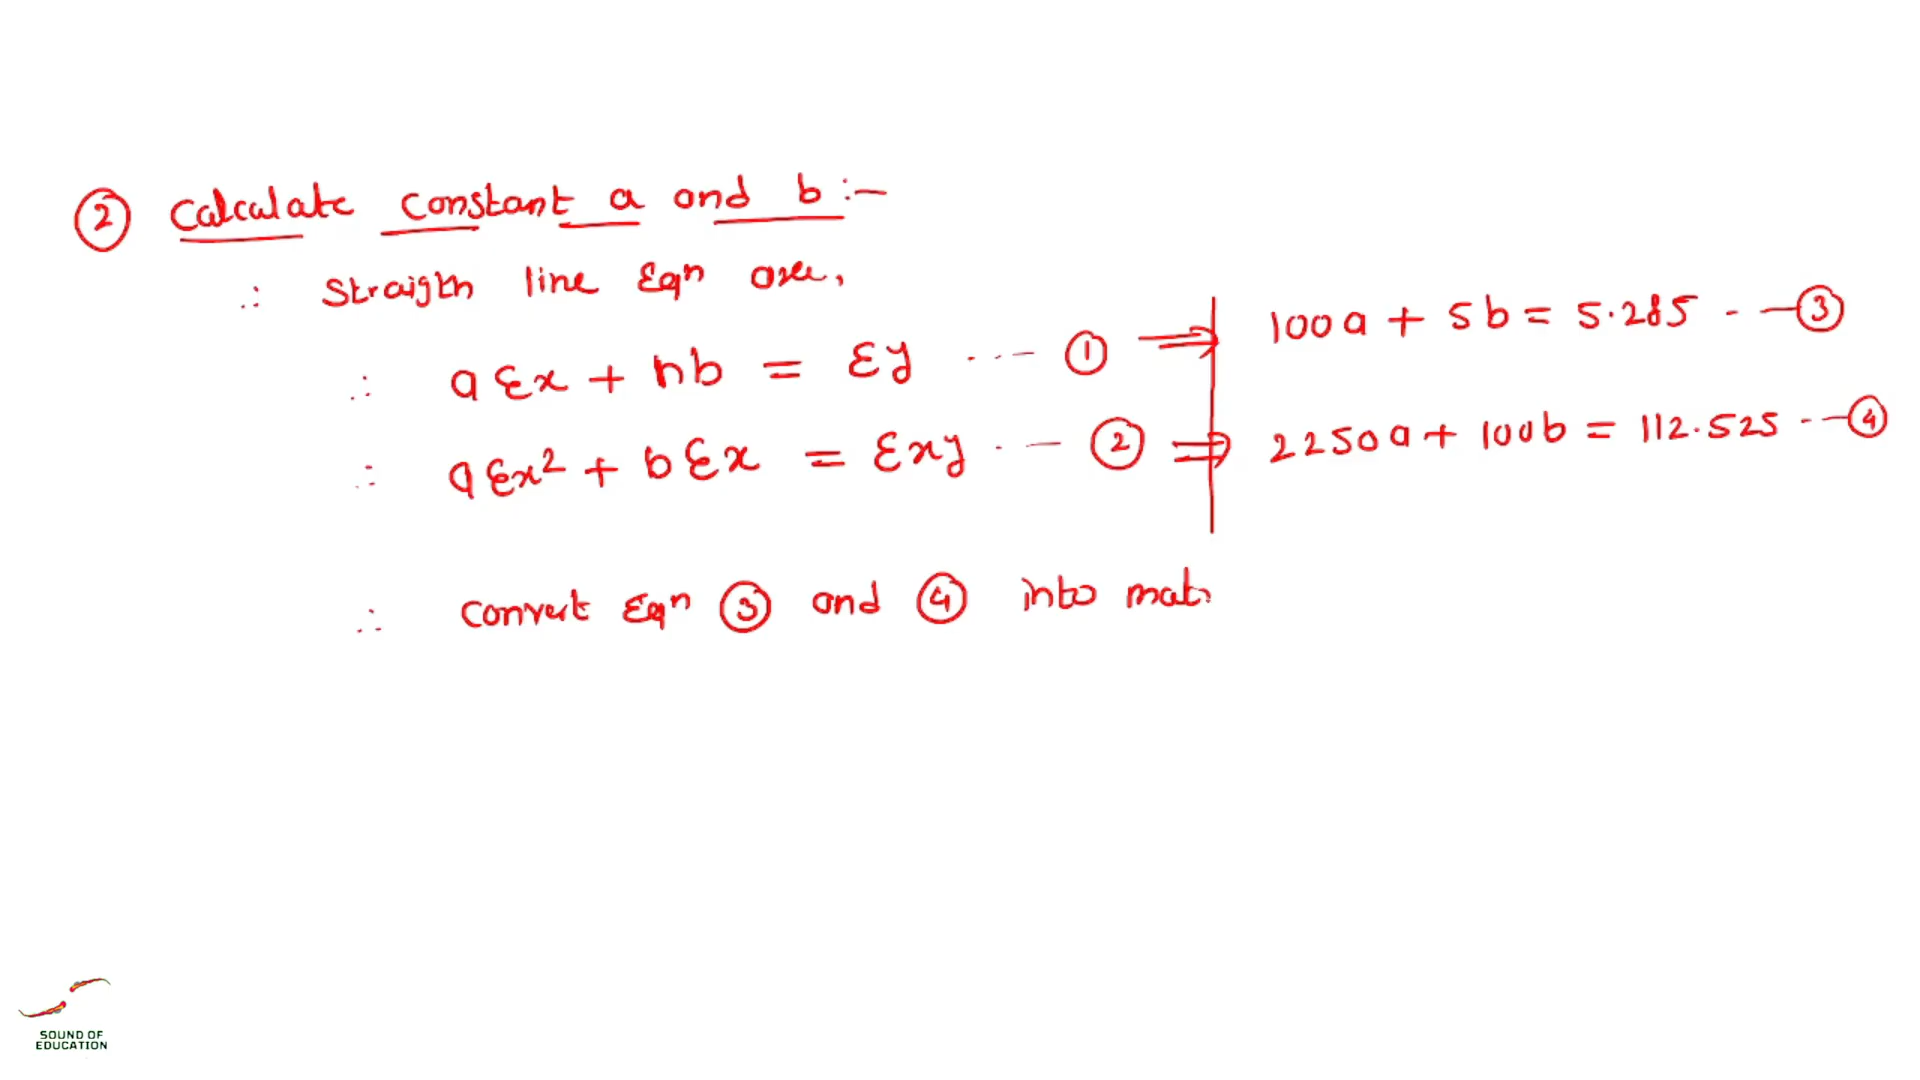 ② Calculate Constant a and b :-
∴ Straigth line Eqn are,
∴ aΣx + nb = Σy ... — ① ⇒ 100a + 5b = 5.285 - — ③
∴ aΣx² + bΣx = Σxy .. — ② ⇒ 2250a + 100b = 112.525 .. — ④
∴ Convert Eqn ③ and ④ into mat
SOUND OF
EDUCATION